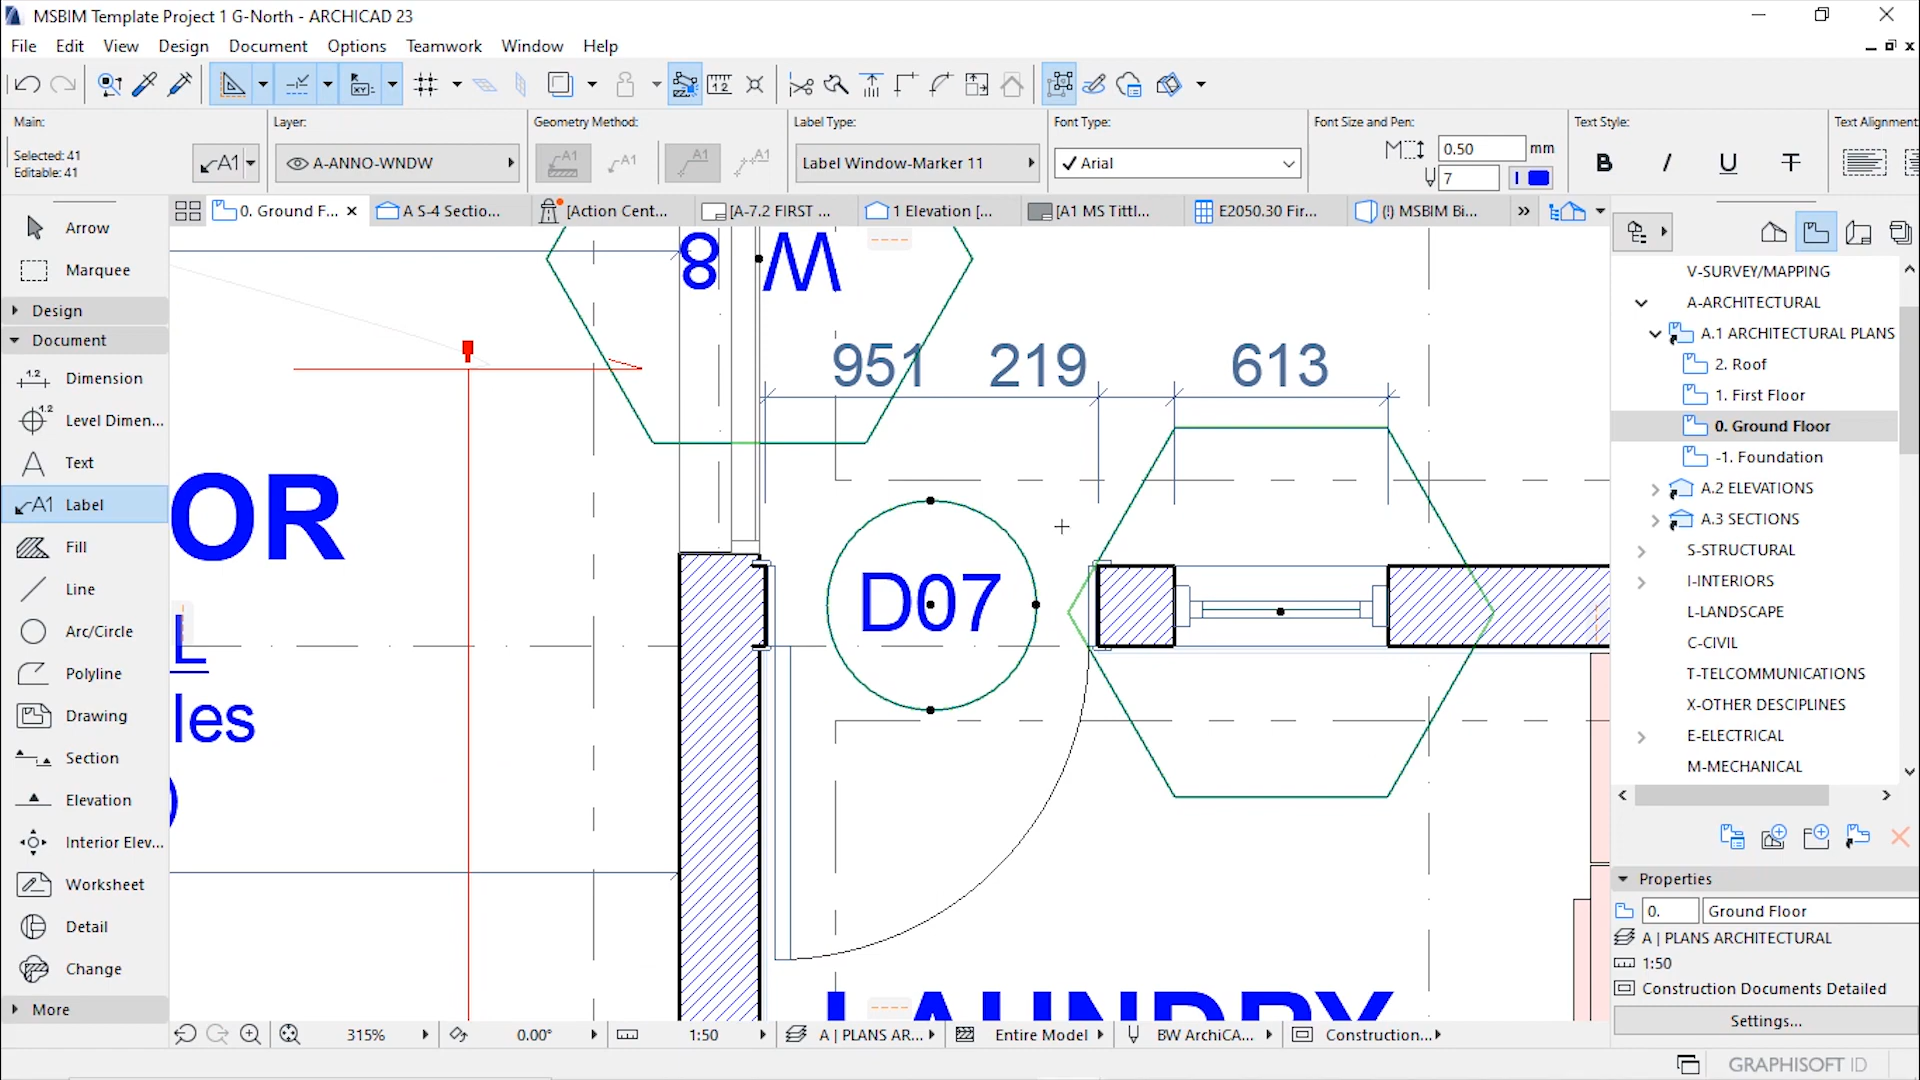 MSBIM Template Project 1 G-North - ARCHICAD 23
File Edit View Design Document Options Teamwork Window Help
Main: Layer: Geometry Method: Label Type: Font Type: Font Size and Pen: Text Style: Text Alignment
Selected: 41
Editable: 41
A1 A-ANNO-WNDW Label Window-Marker 11 Arial 0.50 mm
7
B I U T
0. Ground F... A S-4 Sectio... [Action Cent... [A-7.2 FIRST ... 1 Elevation [... [A1 MS Tittl... E2050.30 Fir... (!) MSBIM Bi...
Arrow
Marquee
Design
Document
Dimension
Level Dimen...
Text
Label
Fill
Line
Arc/Circle
Polyline
Drawing
Section
Elevation
Interior Elev...
Worksheet
Detail
Change
More
8 W
951 219 613
OR
D07
L
les
LAUNDRY
V-SURVEY/MAPPING
A-ARCHITECTURAL
A.1 ARCHITECTURAL PLANS
2. Roof
1. First Floor
0. Ground Floor
-1. Foundation
A.2 ELEVATIONS
A.3 SECTIONS
S-STRUCTURAL
I-INTERIORS
L-LANDSCAPE
C-CIVIL
T-TELCOMMUNICATIONS
X-OTHER DESCIPLINES
E-ELECTRICAL
M-MECHANICAL
Properties
0. Ground Floor
A | PLANS ARCHITECTURAL
1:50
Construction Documents Detailed
Settings...
315% 0.00° 1:50 A | PLANS AR... Entire Model BW ArchiCA... Construction...
GRAPHISOFT ID